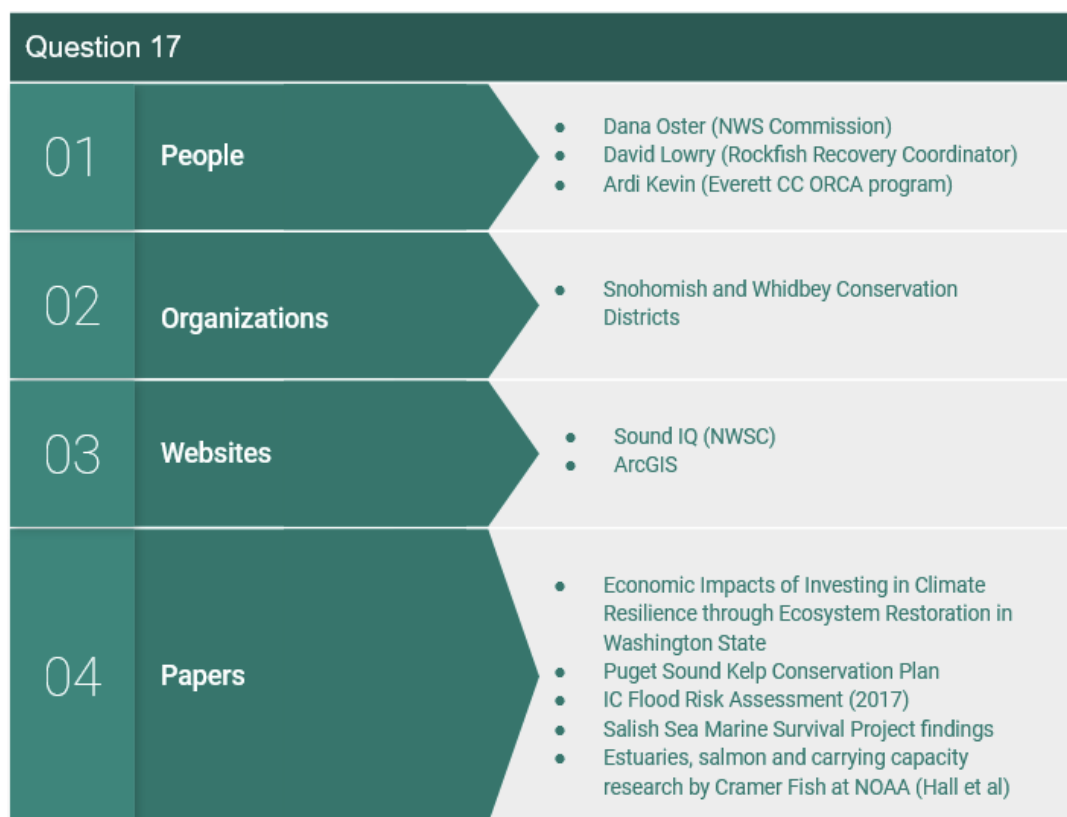 Question 17
01
People
● Dana Oster (NWS Commission)
● David Lowry (Rockfish Recovery Coordinator)
● Ardi Kevin (Everett CC ORCA program)
02
Organizations
● Snohomish and Whidbey Conservation
Districts
03
Websites
● Sound IQ (NWSC)
● ArcGIS
04
Papers
● Economic Impacts of Investing in Climate
Resilience through Ecosystem Restoration in
Washington State
● Puget Sound Kelp Conservation Plan
● IC Flood Risk Assessment (2017)
● Salish Sea Marine Survival Project findings
● Estuaries, salmon and carrying capacity
research by Cramer Fish at NOAA (Hall et al)